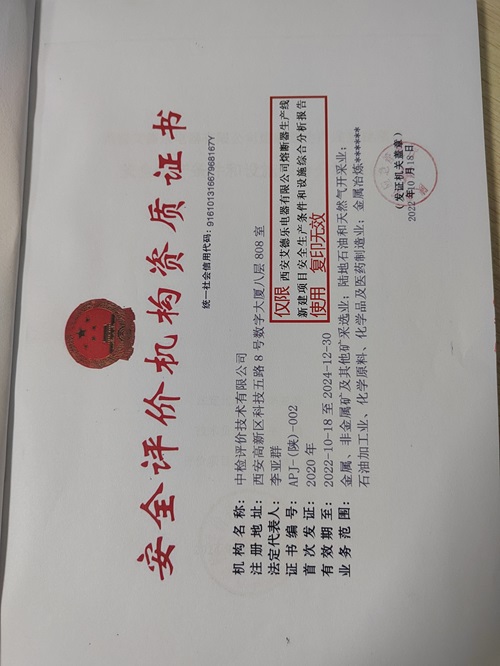 安全评价机构资质证书
统一社会信用代码：91610131667996816​7Y
机构名称：中检评价技术有限公司
注册地址：西安高新区科技五路8号数字大厦八层808室
法定代表人：李亚群
证书编号：APJ-(陕)-002
首次发证：2020年
有效期至：2022-10-18至2024-12-30
业务范围：金属、非金属矿及其他矿采选业；陆地石油和天然气开采业；
石油加工业、化学原料、化学品及医药制造业；金属冶炼******
仅限 西安艾德乐电器有限公司熔断器生产线
新建项目安全生产条件和设施综合分析报告
使用 复印无效
（发证机关盖章）
2022年10月18日